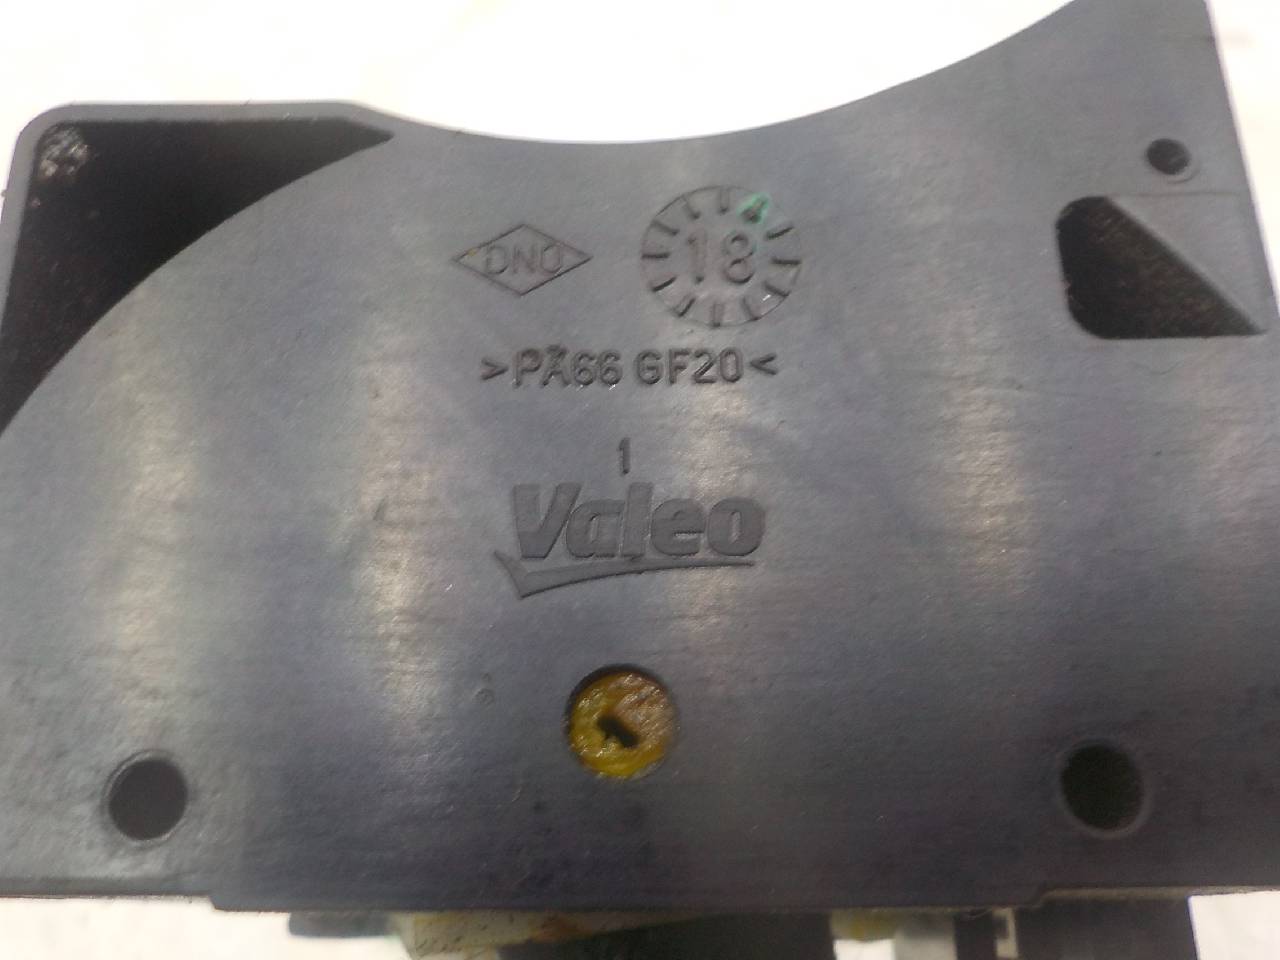 DNO
18
>PA66 GF20<
1
Valeo